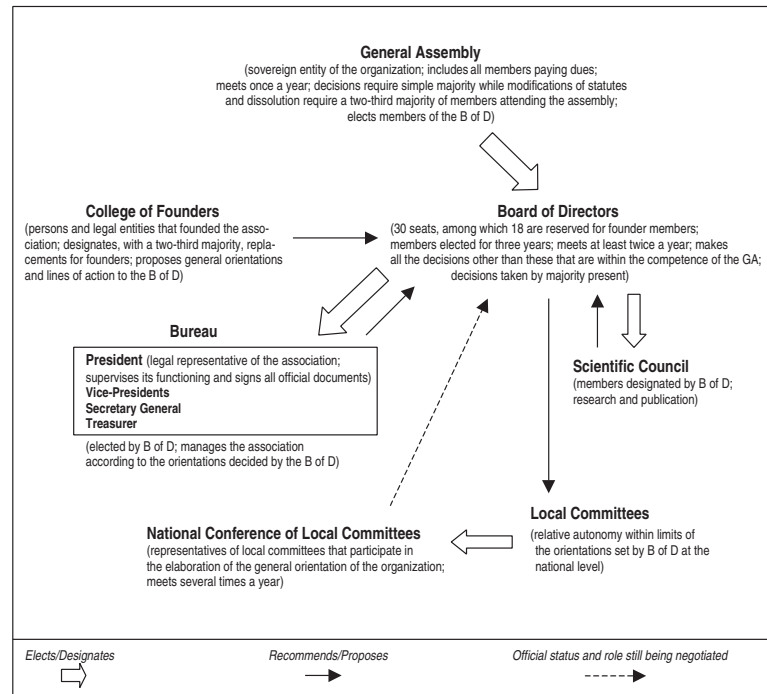 General Assembly
(sovereign entity of the organization; includes all members paying dues;
meets once a year; decisions require simple majority while modifications of statutes
and dissolution require a two-third majority of members attending the assembly;
elects members of the B of D)
College of Founders
(persons and legal entities that founded the asso-
ciation; designates, with a two-third majority, repla-
cements for founders; proposes general orientations
and lines of action to the B of D)
Board of Directors
(30 seats, among which 18 are reserved for founder members;
members elected for three years; meets at least twice a year; makes
all the decisions other than these that are within the competence of the GA;
decisions taken by majority present)
Bureau
President (legal representative of the association;
supervises its functioning and signs all official documents)
Vice-Presidents
Secretary General
Treasurer
(elected by B of D; manages the association
according to the orientations decided by the B of D)
Scientific Council
(members designated by B of D;
research and publication)
National Conference of Local Committees
(representatives of local committees that participate in
the elaboration of the general orientation of the organization;
meets several times a year)
Local Committees
(relative autonomy within limits of
the orientations set by B of D at the
national level)
Elects/Designates
Recommends/Proposes
Official status and role still being negotiated